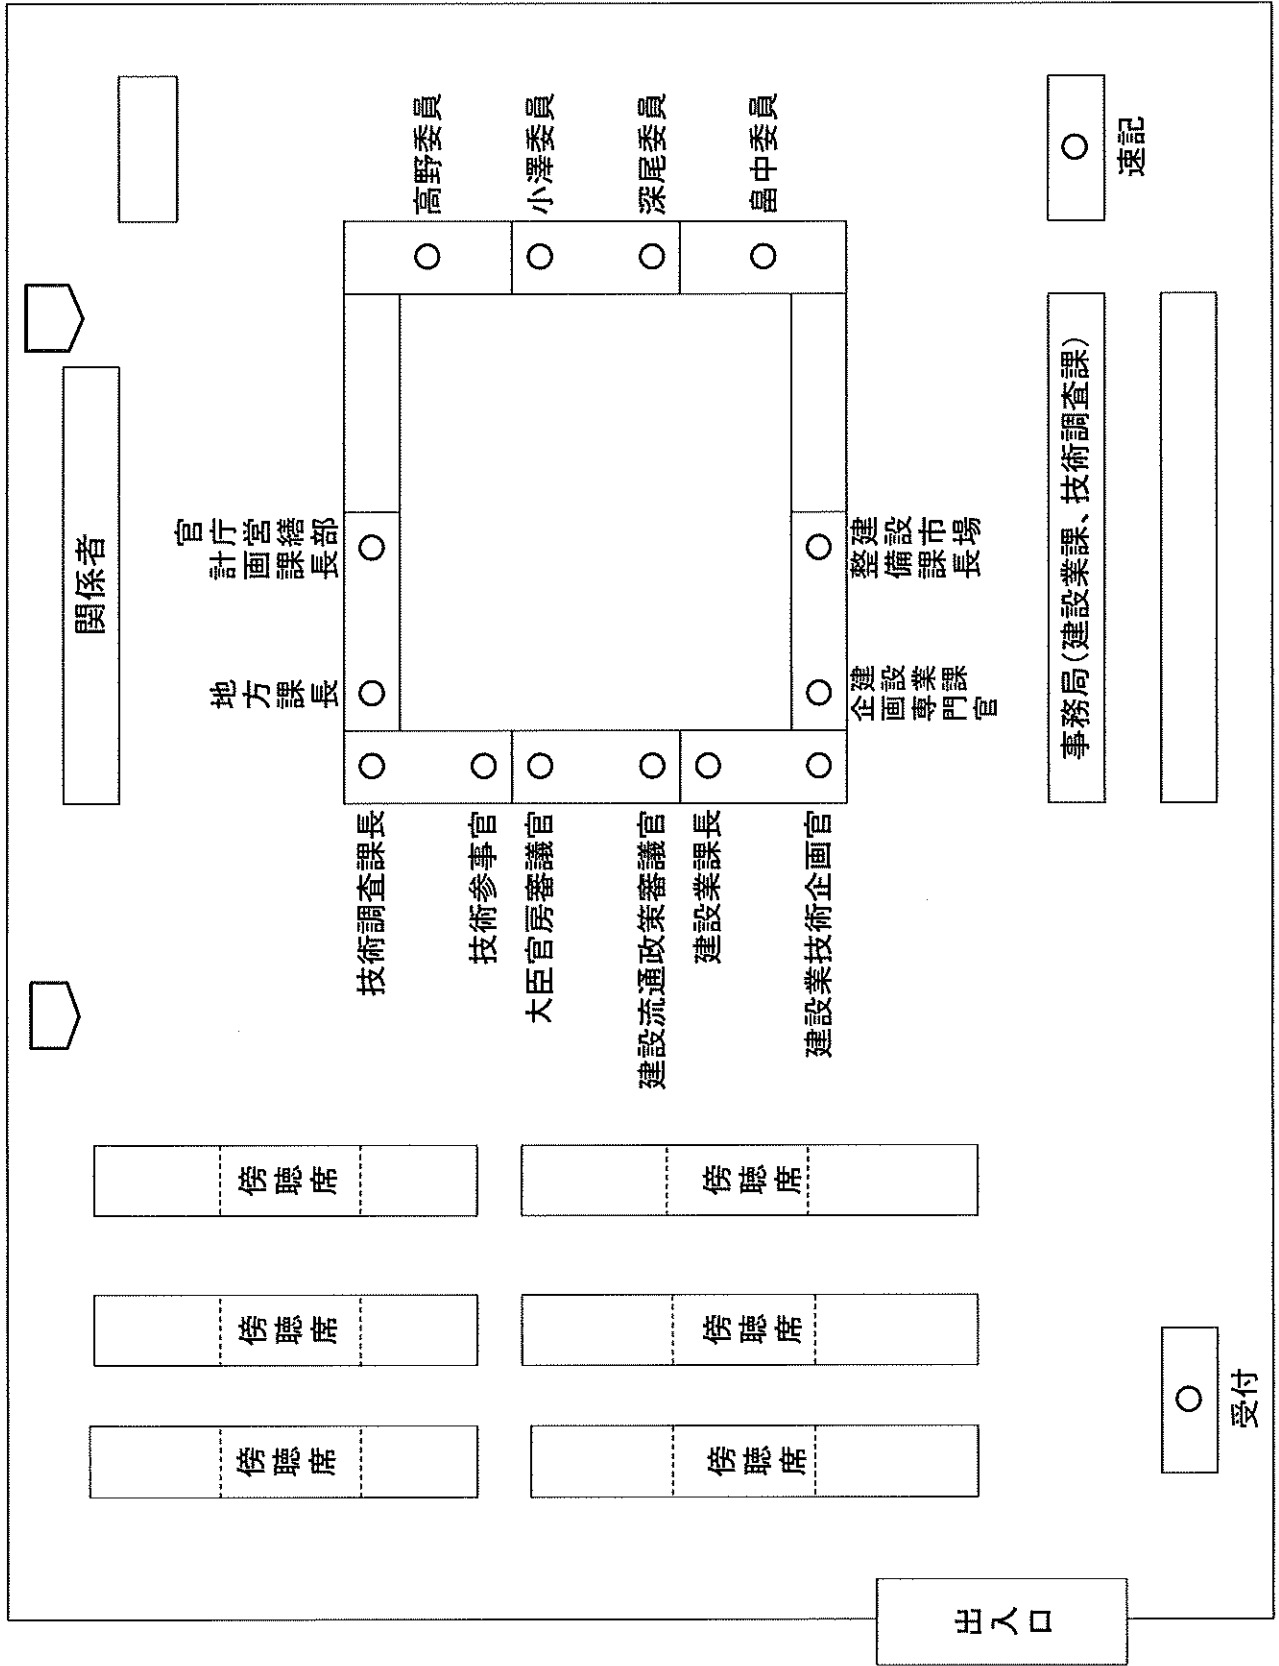 関係者
官庁営繕部
計画課長
地方課長
高野委員
小澤委員
深尾委員
畠中委員
技術調査課長
技術参事官
大臣官房審議官
建設流通政策審議官
建設業課長
建設業技術企画官
建設市場
整備課長
建設業課
企画専門官
傍聴席
傍聴席
傍聴席
傍聴席
傍聴席
傍聴席
事務局(建設業課、技術調査課)
速記
受付
出入口